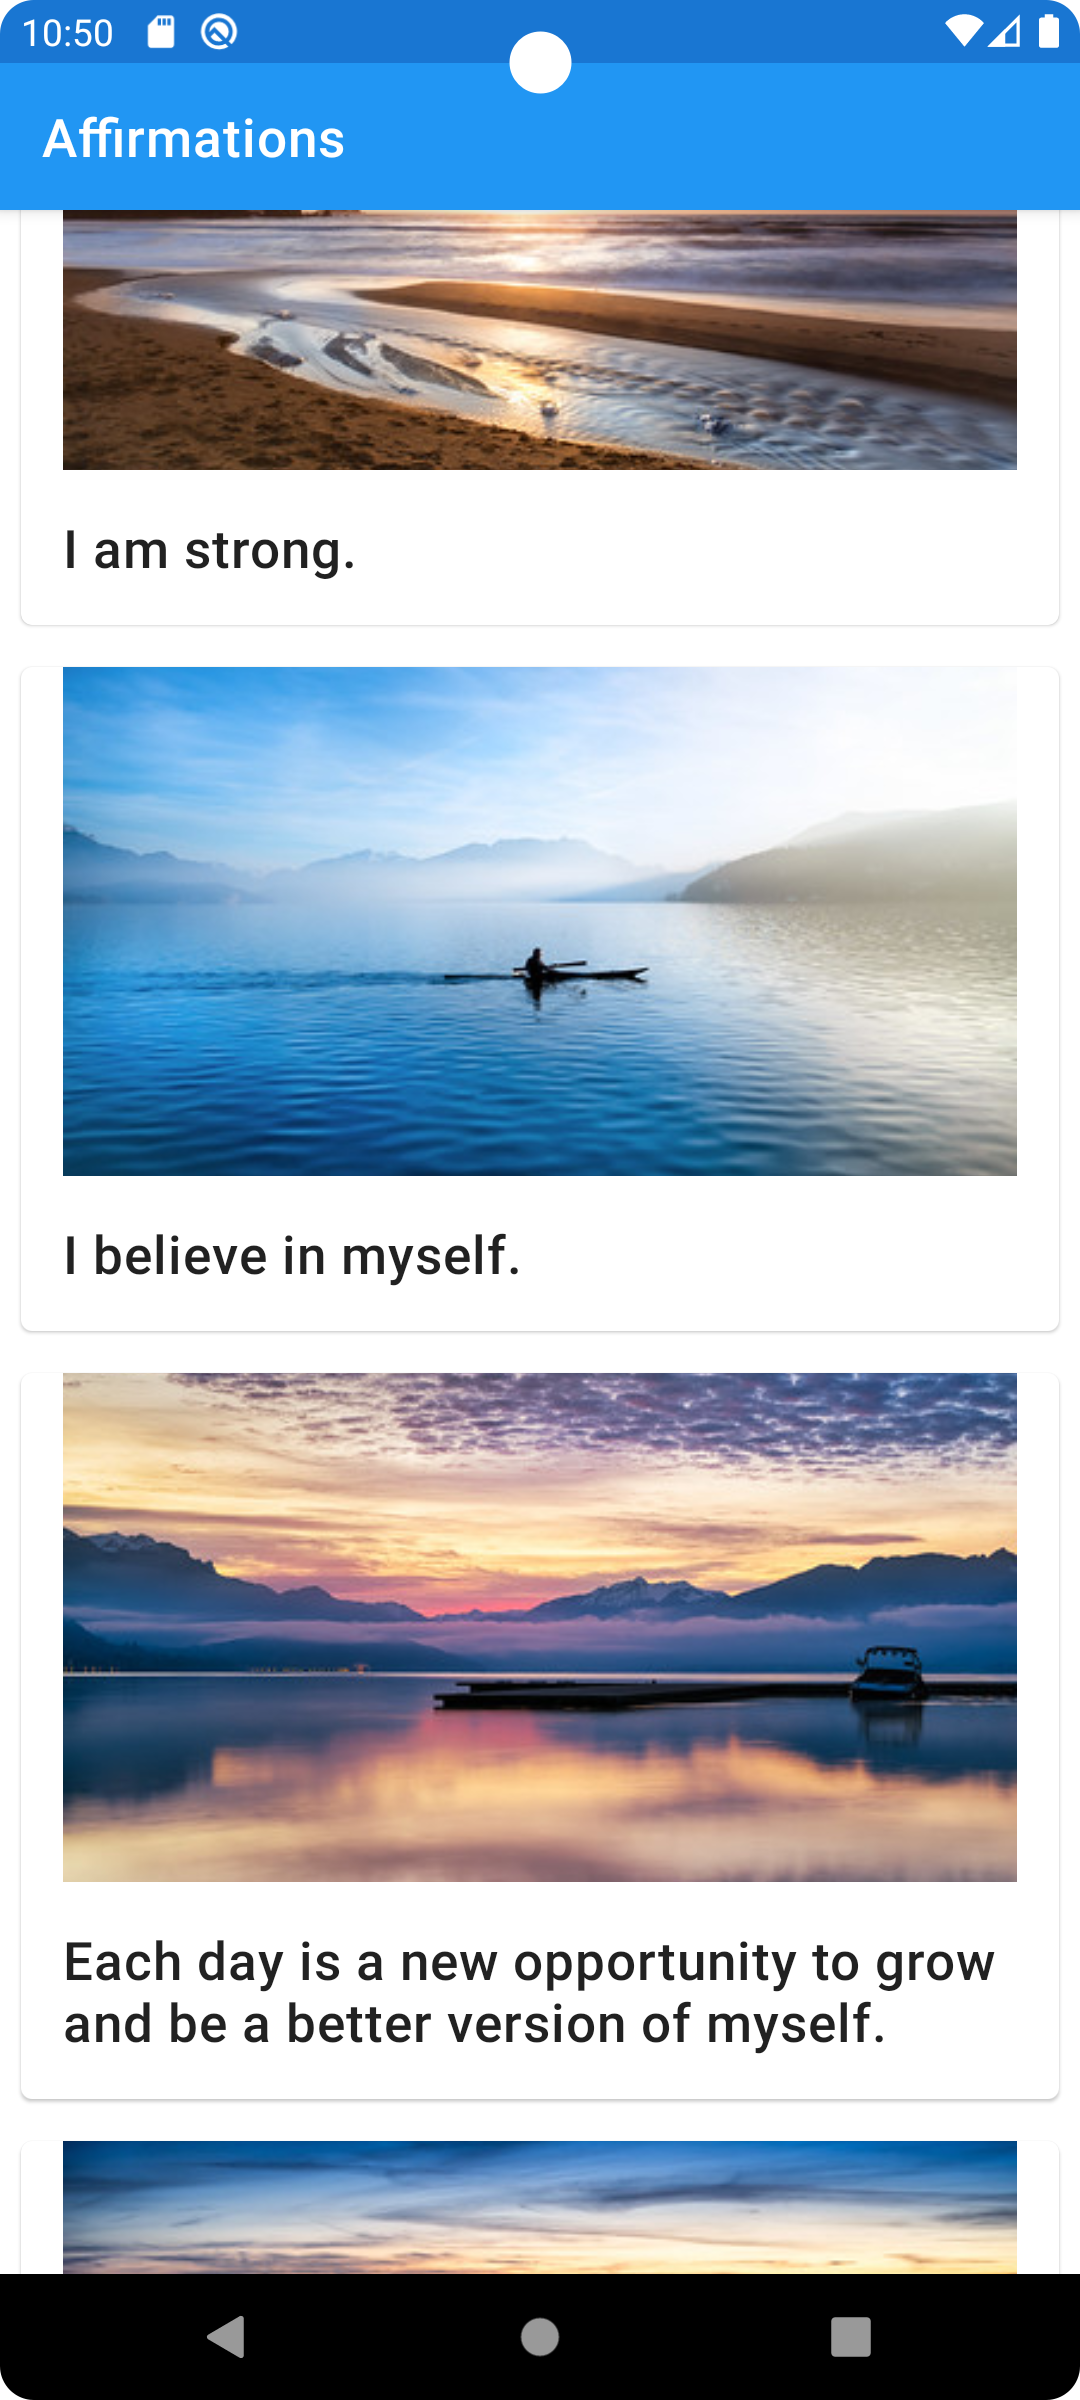 10:50
Affirmations
I am strong.
I believe in myself.
Each day is a new opportunity to grow
and be a better version of myself.